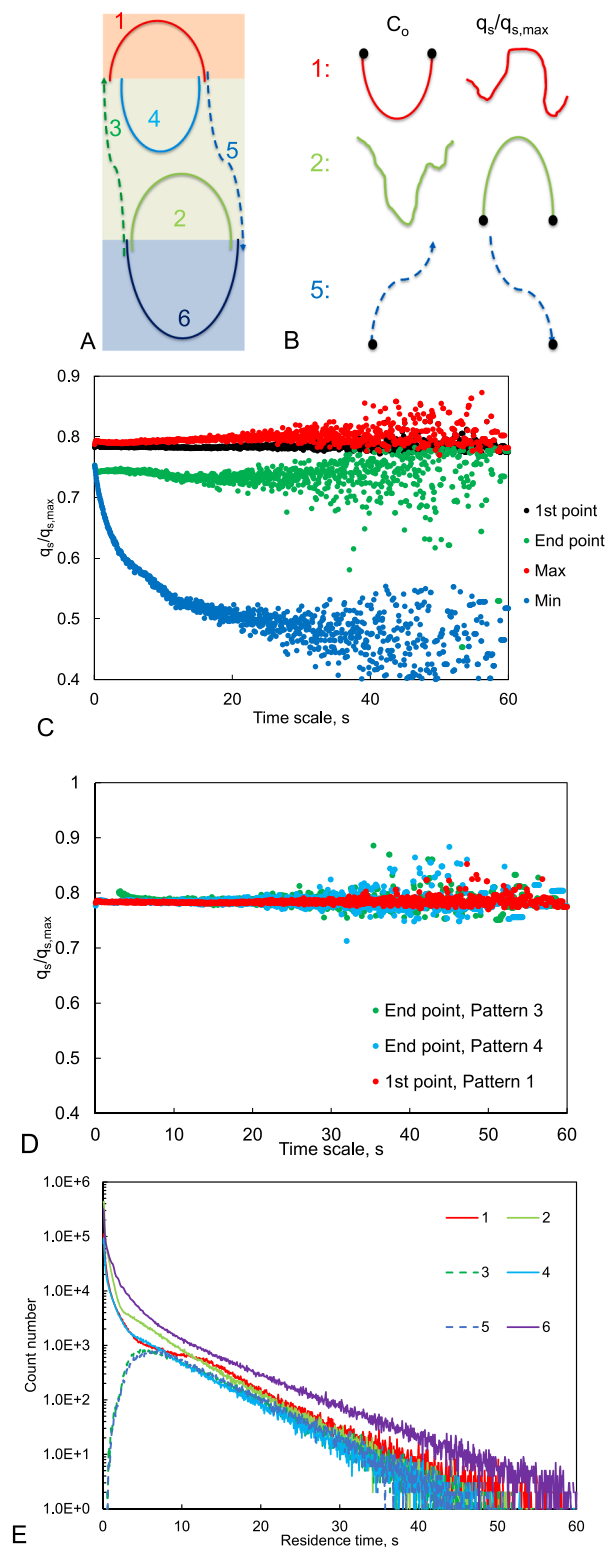 1
3
4
5
2
6
A
C_o q_s/q_s,max
1:
2:
5:
B
0.9
0.8
0.7
0.6
0.5
0.4
q_s/q_s,max
0 20 40 60
Time scale, s
1st point
End point
Max
Min
C
1
0.9
0.8
0.7
0.6
0.5
0.4
q_s/q_s,max
0 10 20 30 40 50 60
Time scale, s
End point, Pattern 3
End point, Pattern 4
1st point, Pattern 1
D
1.0E+6
1.0E+5
1.0E+4
1.0E+3
1.0E+2
1.0E+1
1.0E+0
Count number
0 10 20 30 40 50 60
Residence time, s
1 2
3 4
5 6
E